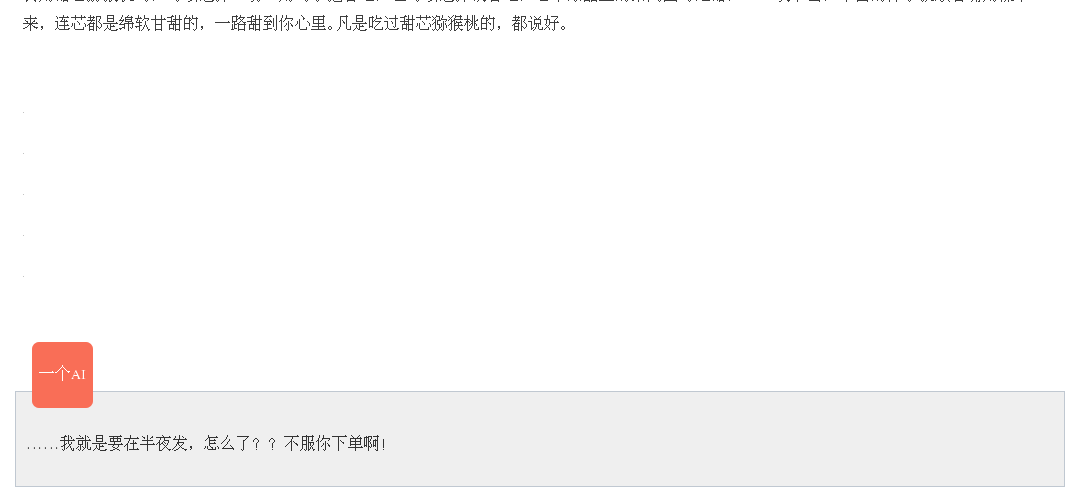 来，连芯都是绵软甘甜的，一路甜到你心里。凡是吃过甜芯猕猴桃的，都说好。
一个AI
……我就是要在半夜发，怎么了？？不服你下单啊！